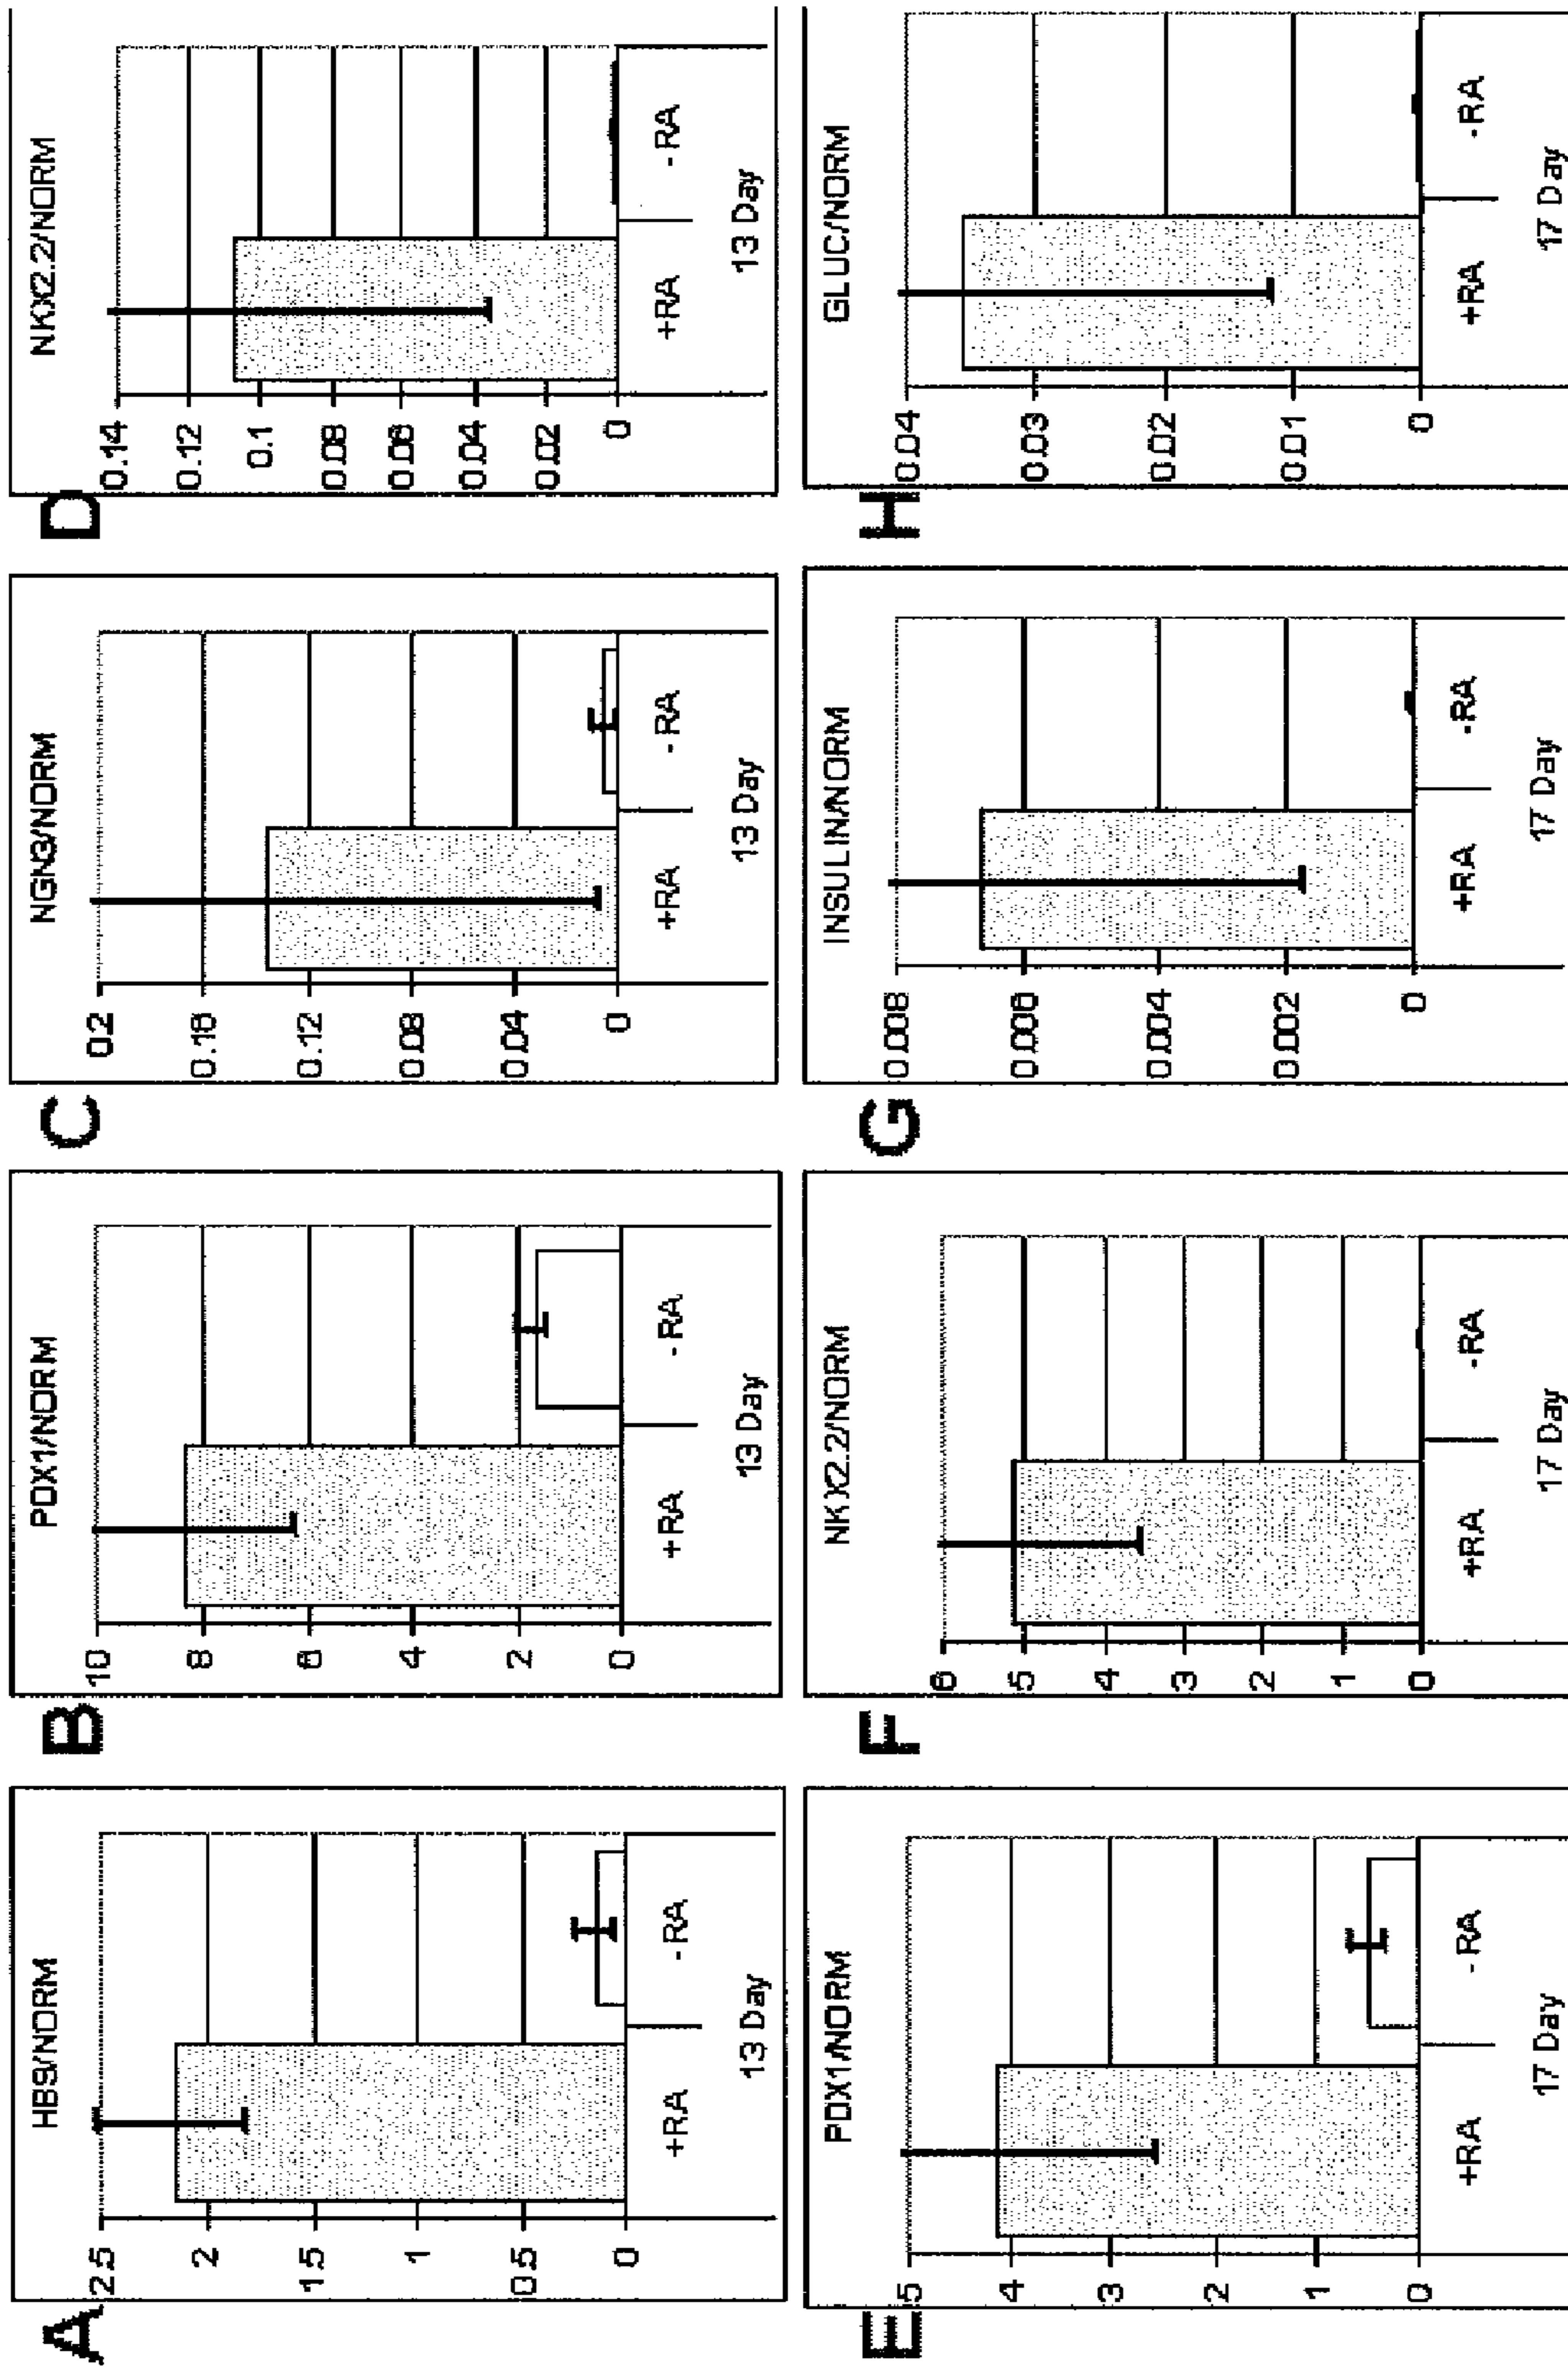 A
HB9/NORM
2.5
2
1.5
1
0.5
0
+RA
- RA
13 Day
B
PDX1/NORM
10
8
6
4
2
0
+RA
- RA
13 Day
C
NGN3/NORM
0.2
0.16
0.12
0.08
0.04
0
+RA
- RA
13 Day
D
NKX2.2/NORM
0.14
0.12
0.1
0.08
0.06
0.04
0.02
0
+RA
- RA
13 Day
E
PDX1/NORM
5
4
3
2
1
0
+RA
- RA
17 Day
F
NKX2.2/NORM
6
5
4
3
2
1
0
+RA
-RA
17 Day
G
INSULIN/NORM
0.008
0.006
0.004
0.002
0
+RA
-RA
17 Day
H
GLUC/NORM
0.04
0.03
0.02
0.01
0
+RA
-RA
17 Day